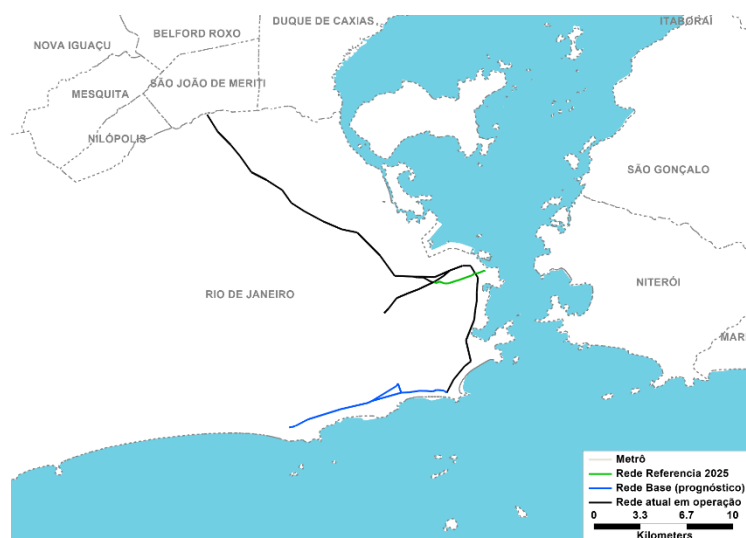 DUQUE DE CAXIAS
ITABORAÍ
BELFORD ROXO
NOVA IGUAÇU
SÃO JOÃO DE MERITI
MESQUITA
NILÓPOLIS
SÃO GONÇALO
RIO DE JANEIRO
NITERÓI
MAR
Metrô
Rede Referencia 2025
Rede Base (prognóstico)
Rede atual em operação
0 3.3 6.7 10
Kilometers